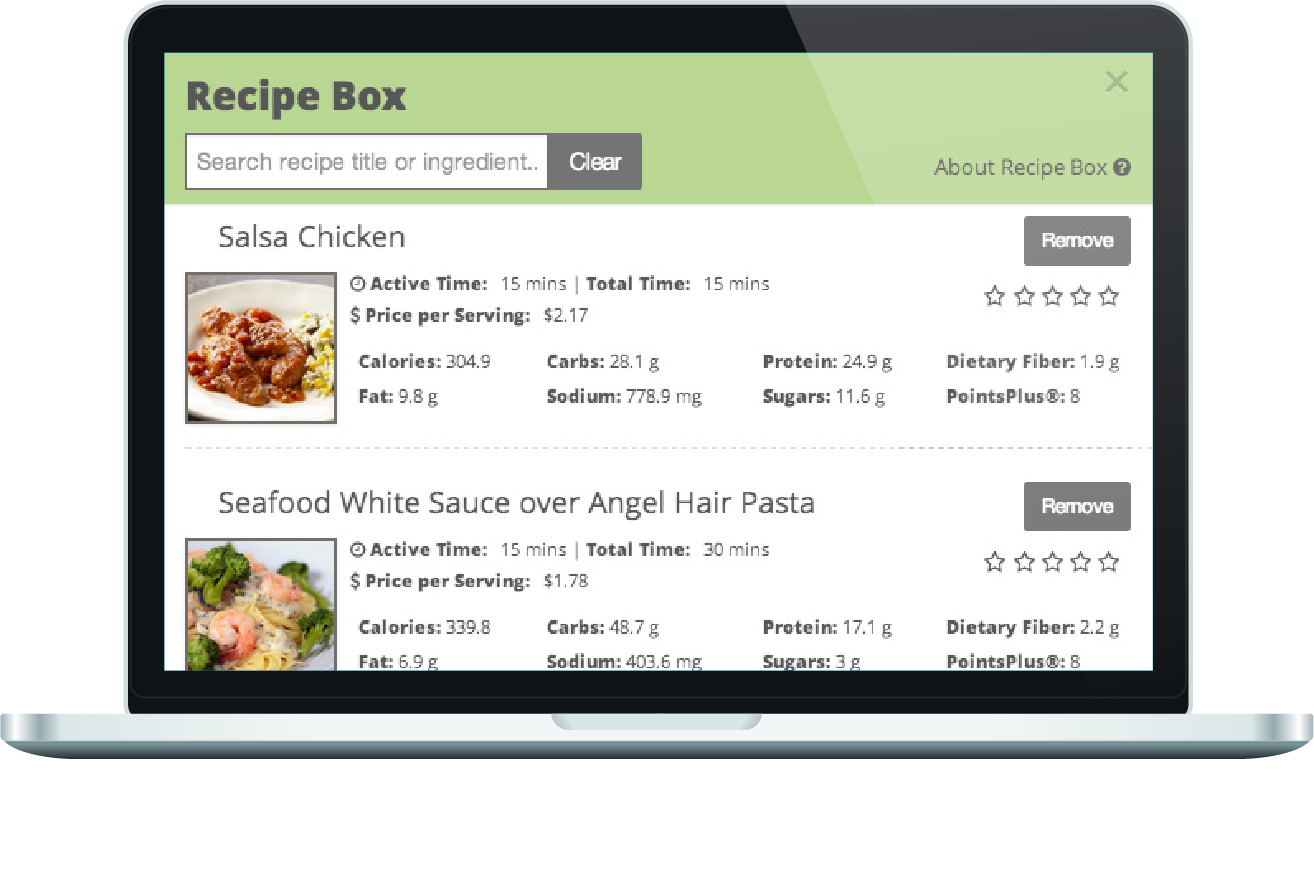 Recipe Box
Search recipe title or ingredient..
Clear
About Recipe Box
Salsa Chicken
Remove
Active Time: 15 mins | Total Time: 15 mins
$ Price per Serving: $2.17
Calories: 304.9 Carbs: 28.1 g Protein: 24.9 g Dietary Fiber: 1.9 g
Fat: 9.8 g Sodium: 778.9 mg Sugars: 11.6 g PointsPlus®: 8
Seafood White Sauce over Angel Hair Pasta
Remove
Active Time: 15 mins | Total Time: 30 mins
$ Price per Serving: $1.78
Calories: 339.8 Carbs: 48.7 g Protein: 17.1 g Dietary Fiber: 2.2 g
Fat: 6.9 g Sodium: 403.6 mg Sugars: 3 g PointsPlus®: 8